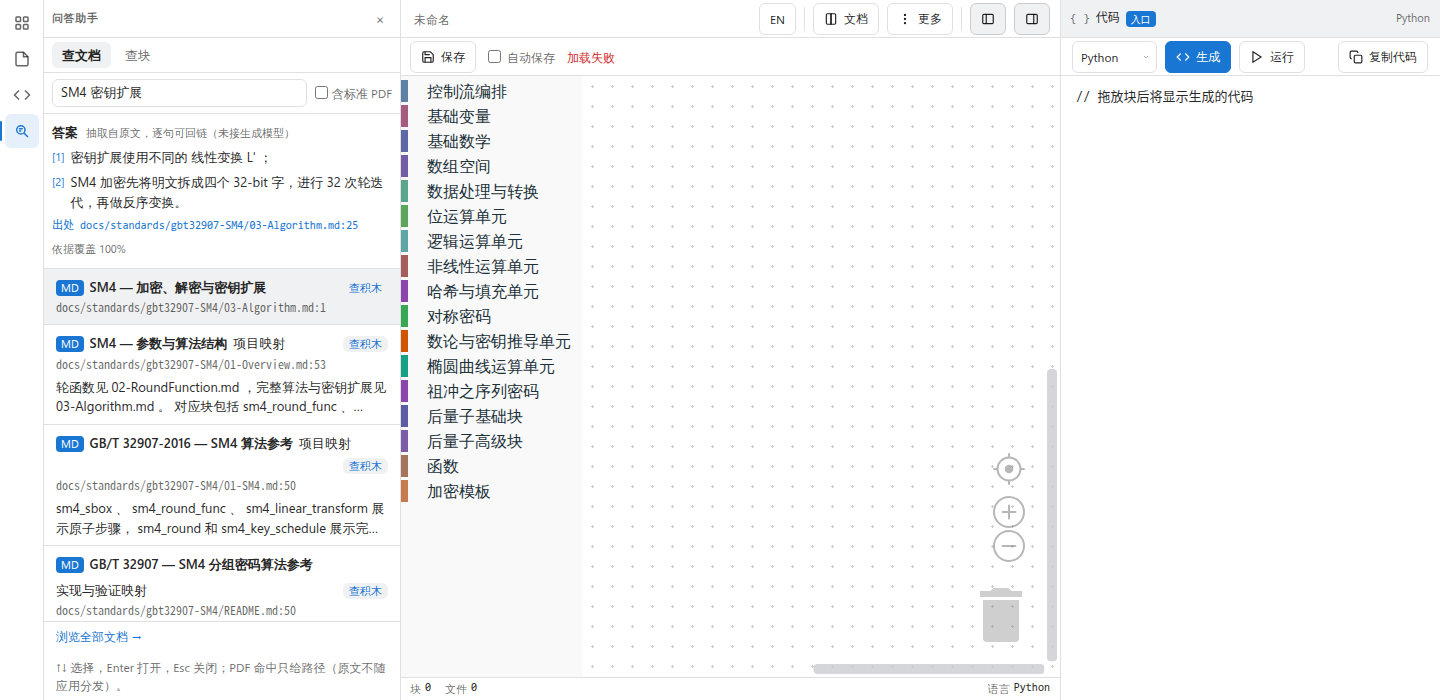 问答助手 ×
查文档 查块
SM4 密钥扩展 含标准 PDF
答案 抽取自原文，逐句可回链（未接生成模型）
[1] 密钥扩展使用不同的 线性变换 L' ；
[2] SM4 加密先将明文拆成四个 32-bit 字，进行 32 次轮迭
代，再做反序变换。
出处 docs/standards/gbt32907-SM4/03-Algorithm.md:25
依据覆盖 100%
MD SM4 — 加密、解密与密钥扩展 查积木
docs/standards/gbt32907-SM4/03-Algorithm.md:1
MD SM4 — 参数与算法结构 项目映射 查积木
docs/standards/gbt32907-SM4/01-Overview.md:53
轮函数见 02-RoundFunction.md ，完整算法与密钥扩展见
03-Algorithm.md 。 对应块包括 sm4_round_func 、...
MD GB/T 32907-2016 — SM4 算法参考 项目映射
查积木
docs/standards/gbt32907-SM4/01-SM4.md:50
sm4_sbox 、 sm4_round_func 、 sm4_linear_transform 展
示原子步骤， sm4_round 和 sm4_key_schedule 展示完...
MD GB/T 32907 — SM4 分组密码算法参考
实现与验证映射 查积木
docs/standards/gbt32907-SM4/README.md:50
浏览全部文档 →
↑↓ 选择，Enter 打开，Esc 关闭；PDF 命中只给路径（原文不随
应用分发）。
未命名 EN 文档 更多
保存 自动保存 加载失败
控制流编排
基础变量
基础数学
数组空间
数据处理与转换
位运算单元
逻辑运算单元
非线性运算单元
哈希与填充单元
对称密码
数论与密钥推导单元
椭圆曲线运算单元
祖冲之序列密码
后量子基础块
后量子高级块
函数
加密模板
块 0 文件 0 语言 Python
{ } 代码 入口 Python
Python 生成 运行 复制代码
// 拖放块后将显示生成的代码